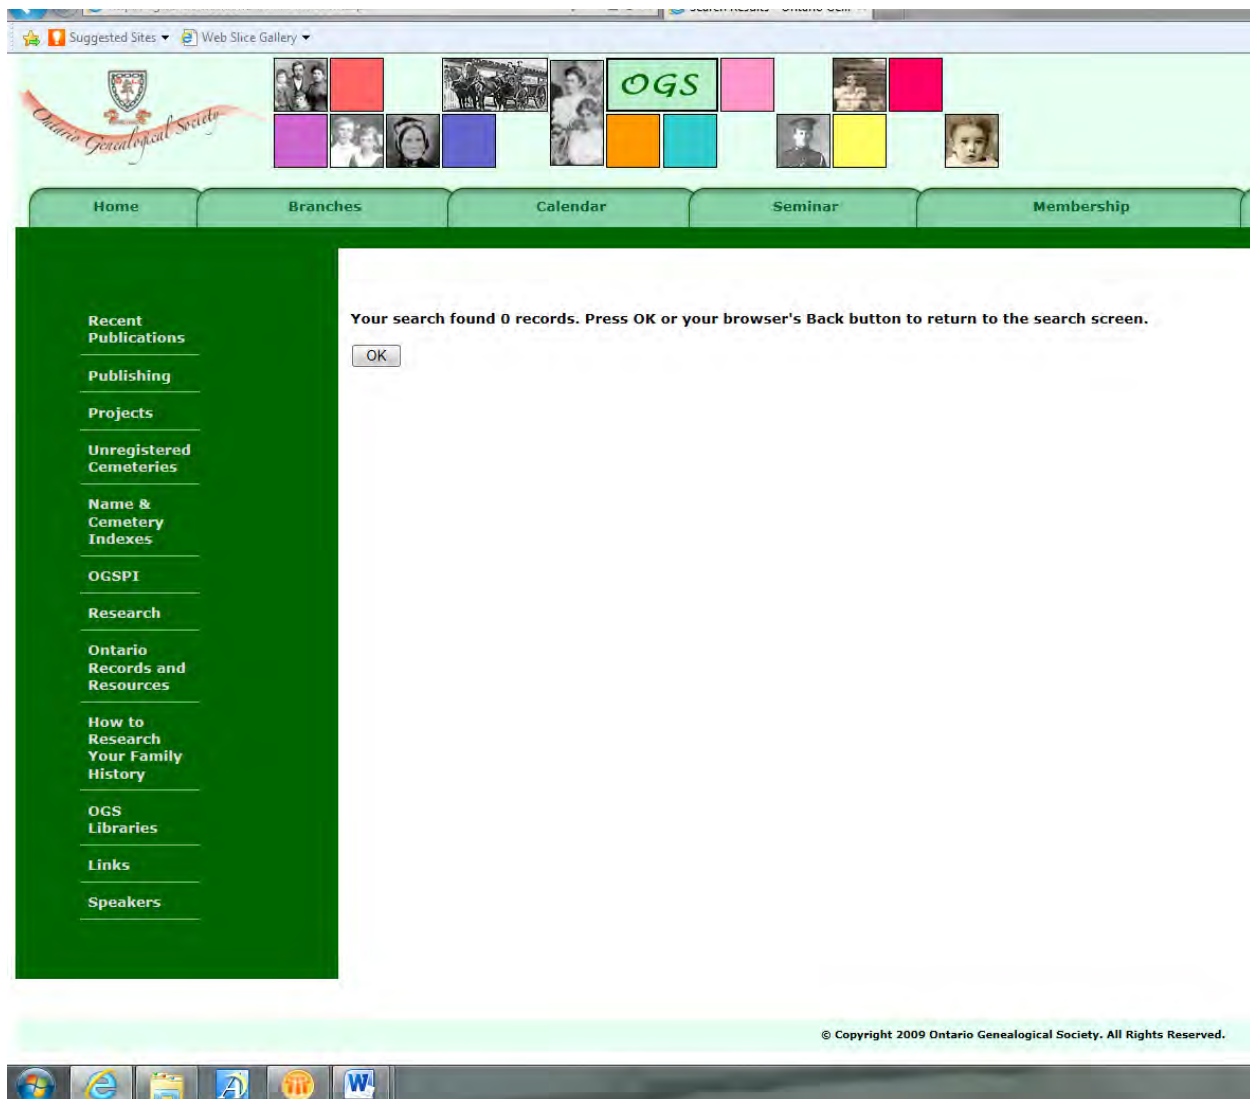 Suggested Sites
Web Slice Gallery
Ontario Genealogical Society
OGS
Home
Branches
Calendar
Seminar
Membership
Recent
Publications
Publishing
Projects
Unregistered
Cemeteries
Name &
Cemetery
Indexes
OGSPI
Research
Ontario
Records and
Resources
How to
Research
Your Family
History
OGS
Libraries
Links
Speakers
Your search found 0 records. Press OK or your browser's Back button to return to the search screen.
OK
© Copyright 2009 Ontario Genealogical Society. All Rights Reserved.